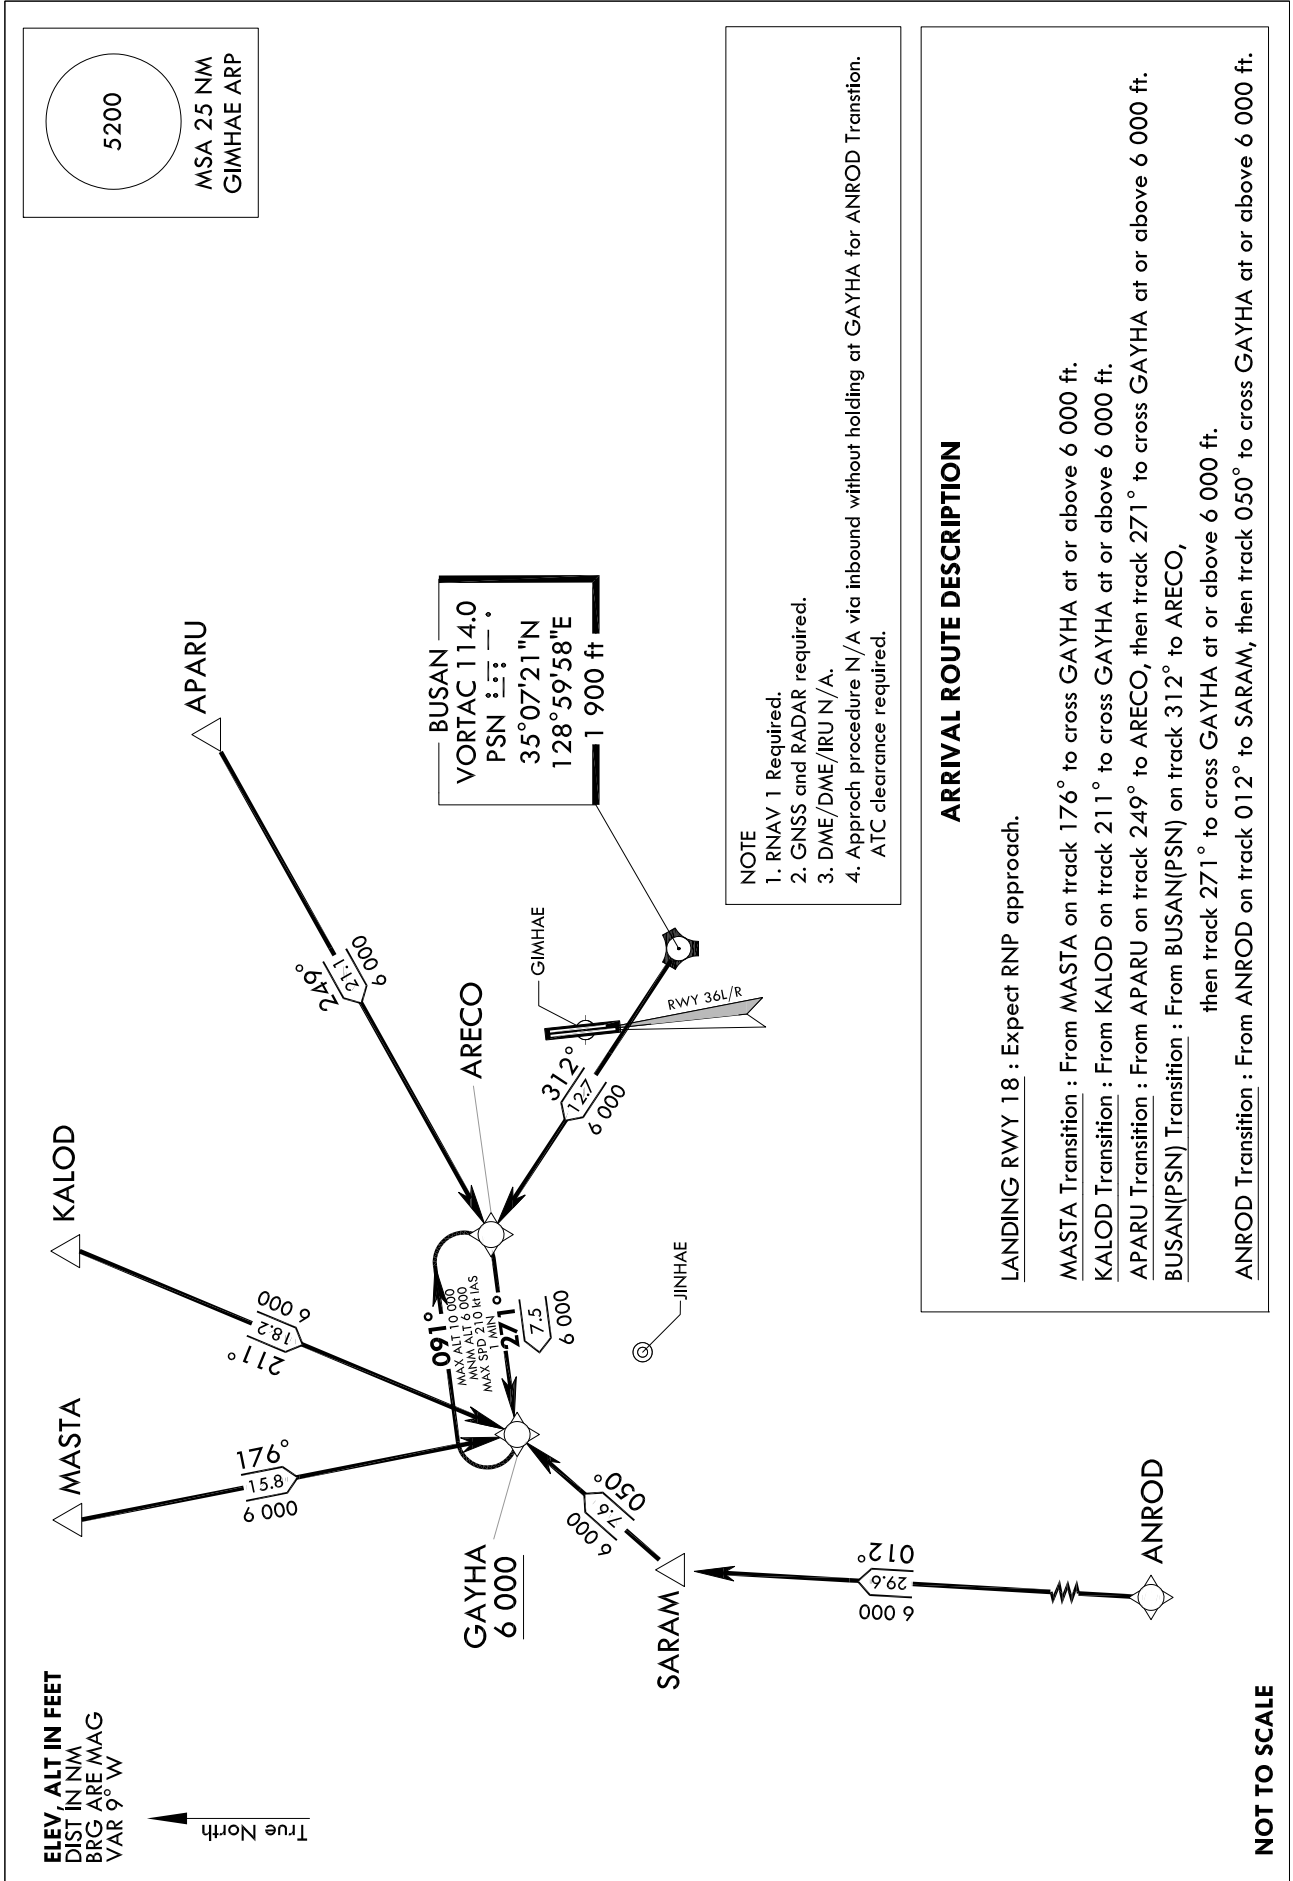 ELEV, ALT IN FEET
DIST IN NM
BRG ARE MAG
VAR 9° W
True North
5200
MSA 25 NM
GIMHAE ARP
MASTA
176°
15.8
6 000
KALOD
211°
18.2
6 000
APARU
249°
21.1
6 000
ARECO
091°
MAX ALT 10 000
MNM ALT 6 000
MAX SPD 210 kt IAS
1 MIN
271°
7.5
6 000
GAYHA
6 000
BUSAN
VORTAC 114.0
PSN
35°07'21"N
128°59'58"E
1 900 ft
GIMHAE
RWY 36L/R
312°
12.7
6 000
JINHAE
050°
7.6
6 000
SARAM
012°
29.6
6 000
ANROD
NOTE
1. RNAV 1 Required.
2. GNSS and RADAR required.
3. DME/DME/IRU N/A.
4. Approch procedure N/A via inbound without holding at GAYHA for ANROD Transtion.
ATC clearance required.
ARRIVAL ROUTE DESCRIPTION
LANDING RWY 18 : Expect RNP approach.
MASTA Transition : From MASTA on track 176° to cross GAYHA at or above 6 000 ft.
KALOD Transition : From KALOD on track 211° to cross GAYHA at or above 6 000 ft.
APARU Transition : From APARU on track 249° to ARECO, then track 271° to cross GAYHA at or above 6 000 ft.
BUSAN(PSN) Transition : From BUSAN(PSN) on track 312° to ARECO,
then track 271° to cross GAYHA at or above 6 000 ft.
ANROD Transition : From ANROD on track 012° to SARAM, then track 050° to cross GAYHA at or above 6 000 ft.
NOT TO SCALE